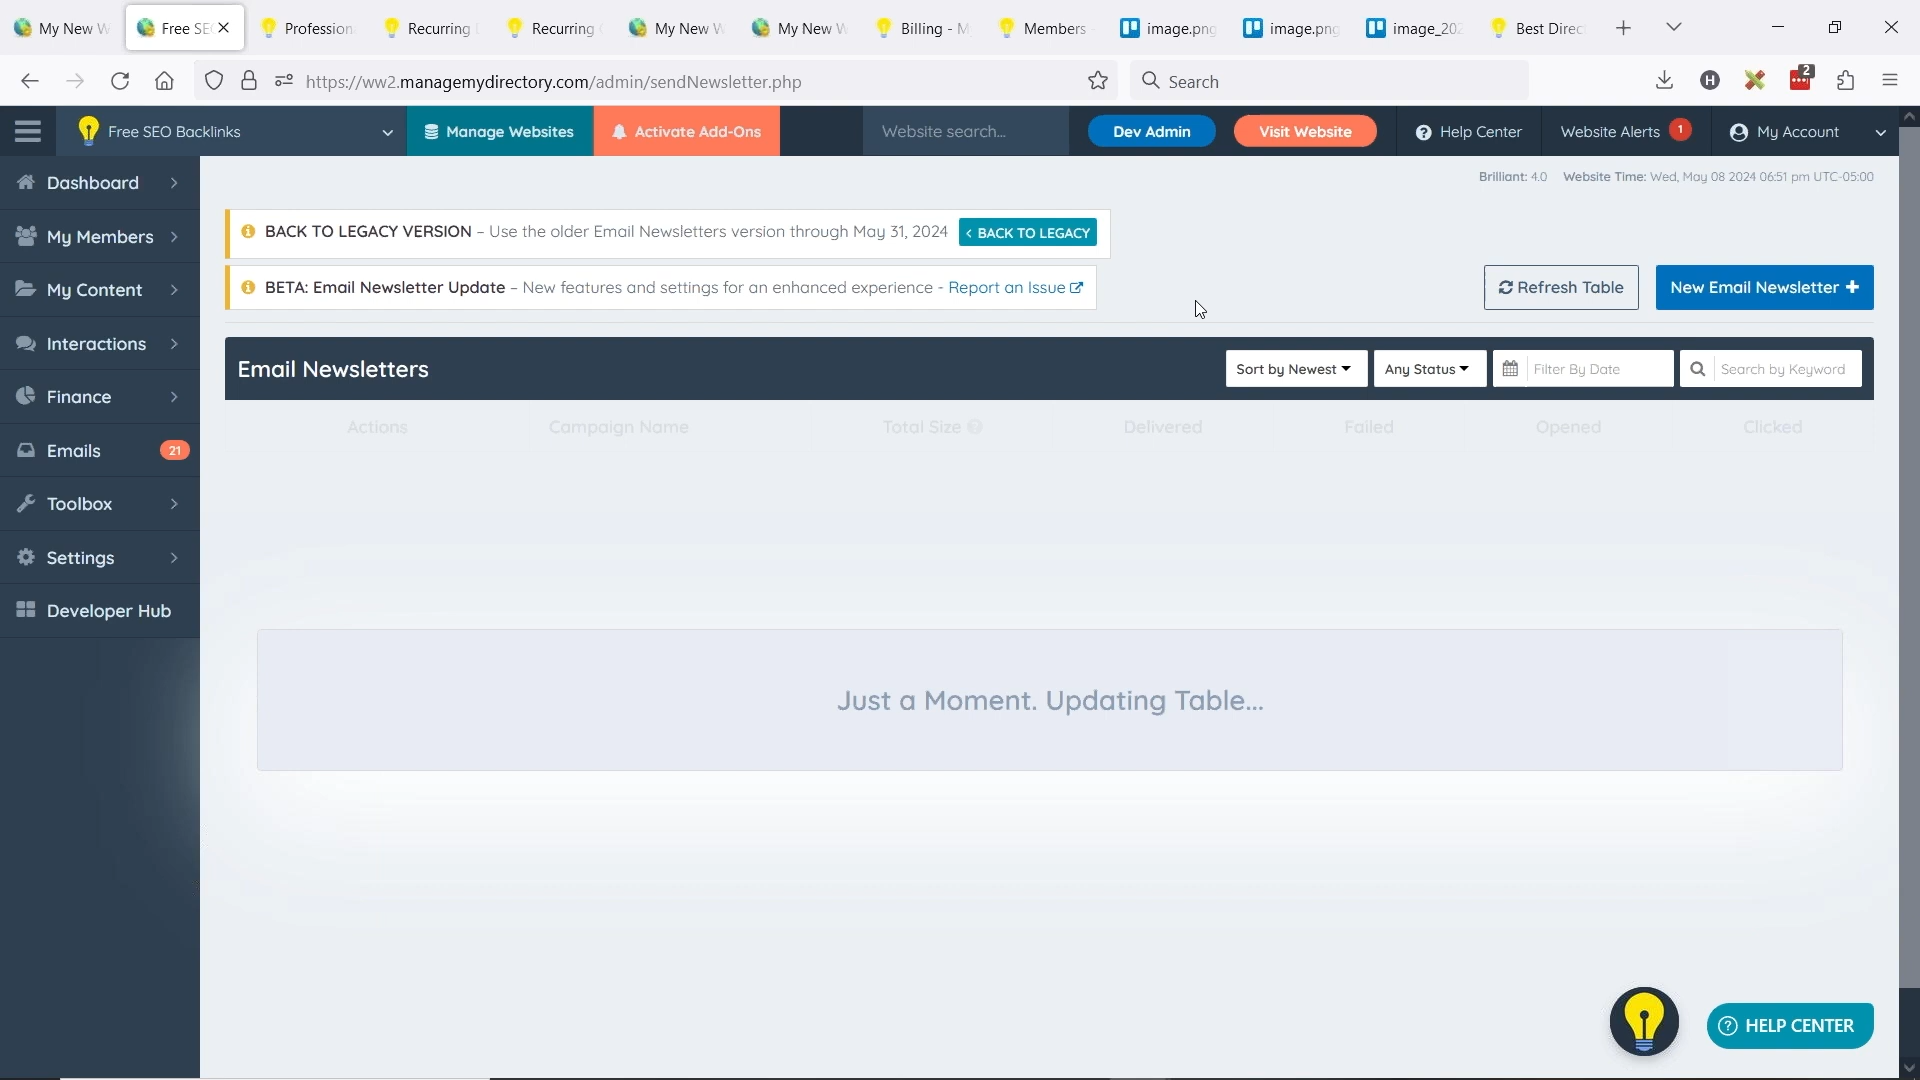 My New W
Free SE
Profession
Recurring
Recurring
My New W
My New W
Billing - M
Members
image.png
image.png
image_202
Best Direc
https://ww2.managemydirectory.com/admin/sendNewsletter.php
Search
H
2
Free SEO Backlinks
Manage Websites
Activate Add-Ons
Website search...
Dev Admin
Visit Website
Help Center
Website Alerts 1
My Account
Brilliant: 4.0 Website Time: Wed, May 08 2024 06:51 pm UTC-05:00
Dashboard
My Members
My Content
Interactions
Finance
Emails 21
Toolbox
Settings
Developer Hub
BACK TO LEGACY VERSION – Use the older Email Newsletters version through May 31, 2024 < BACK TO LEGACY
BETA: Email Newsletter Update – New features and settings for an enhanced experience - Report an Issue
Refresh Table
New Email Newsletter +
Email Newsletters
Sort by Newest
Any Status
Filter By Date
Search by Keyword
Actions Campaign Name Total Size Delivered Failed Opened Clicked
Just a Moment. Updating Table...
HELP CENTER